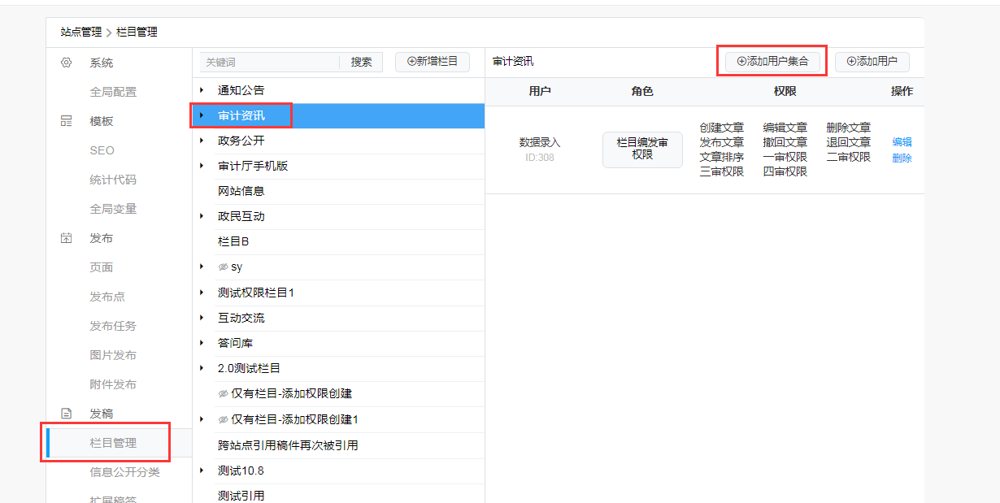 站点管理 > 栏目管理
系统
全局配置
模板
SEO
统计代码
全局变量
发布
页面
发布点
发布任务
图片发布
附件发布
发稿
栏目管理
信息公开分类
扩展稿签
关键词 搜索 新增栏目
通知公告
审计资讯
政务公开
审计厅手机版
网站信息
政民互动
栏目B
sy
测试权限栏目1
互动交流
答问库
2.0测试栏目
仅有栏目-添加权限创建
仅有栏目-添加权限创建1
跨站点引用稿件再次被引用
测试10.8
测试引用
审计资讯 添加用户集合 添加用户
用户 角色 权限 操作
数据录入
ID:308
栏目编发审
权限
创建文章 编辑文章 删除文章
发布文章 撤回文章 退回文章
文章排序 一审权限 二审权限
三审权限 四审权限
编辑
删除